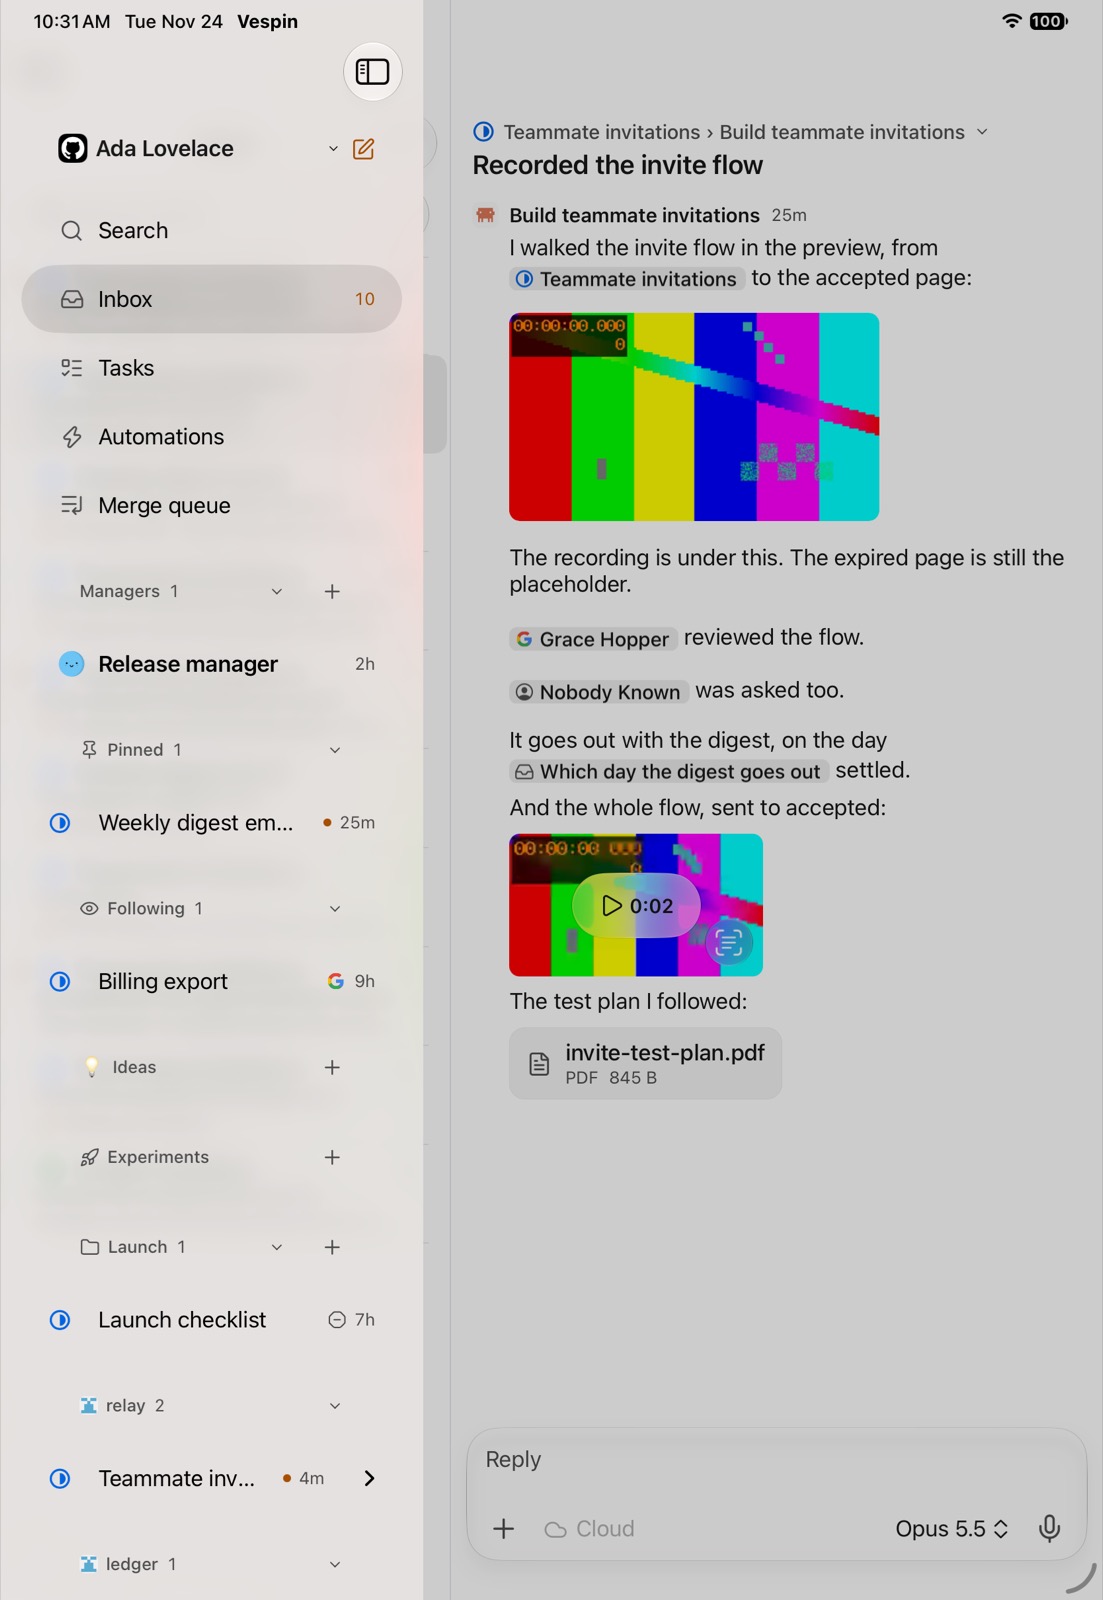 10:31 AM Tue Nov 24 Vespin
100
Ada Lovelace
Search
Inbox 10
Tasks
Automations
Merge queue
Managers 1
Release manager 2h
Pinned 1
Weekly digest em... 25m
Following 1
Billing export 9h
Ideas
Experiments
Launch 1
Launch checklist 7h
relay 2
Teammate inv... 4m
ledger 1
Teammate invitations › Build teammate invitations
Recorded the invite flow
Build teammate invitations 25m
I walked the invite flow in the preview, from
Teammate invitations to the accepted page:
00:00:00.000
0
The recording is under this. The expired page is still the
placeholder.
Grace Hopper reviewed the flow.
Nobody Known was asked too.
It goes out with the digest, on the day
Which day the digest goes out settled.
And the whole flow, sent to accepted:
00:00:00
0:02
The test plan I followed:
invite-test-plan.pdf
PDF 845 B
Reply
Cloud
Opus 5.5